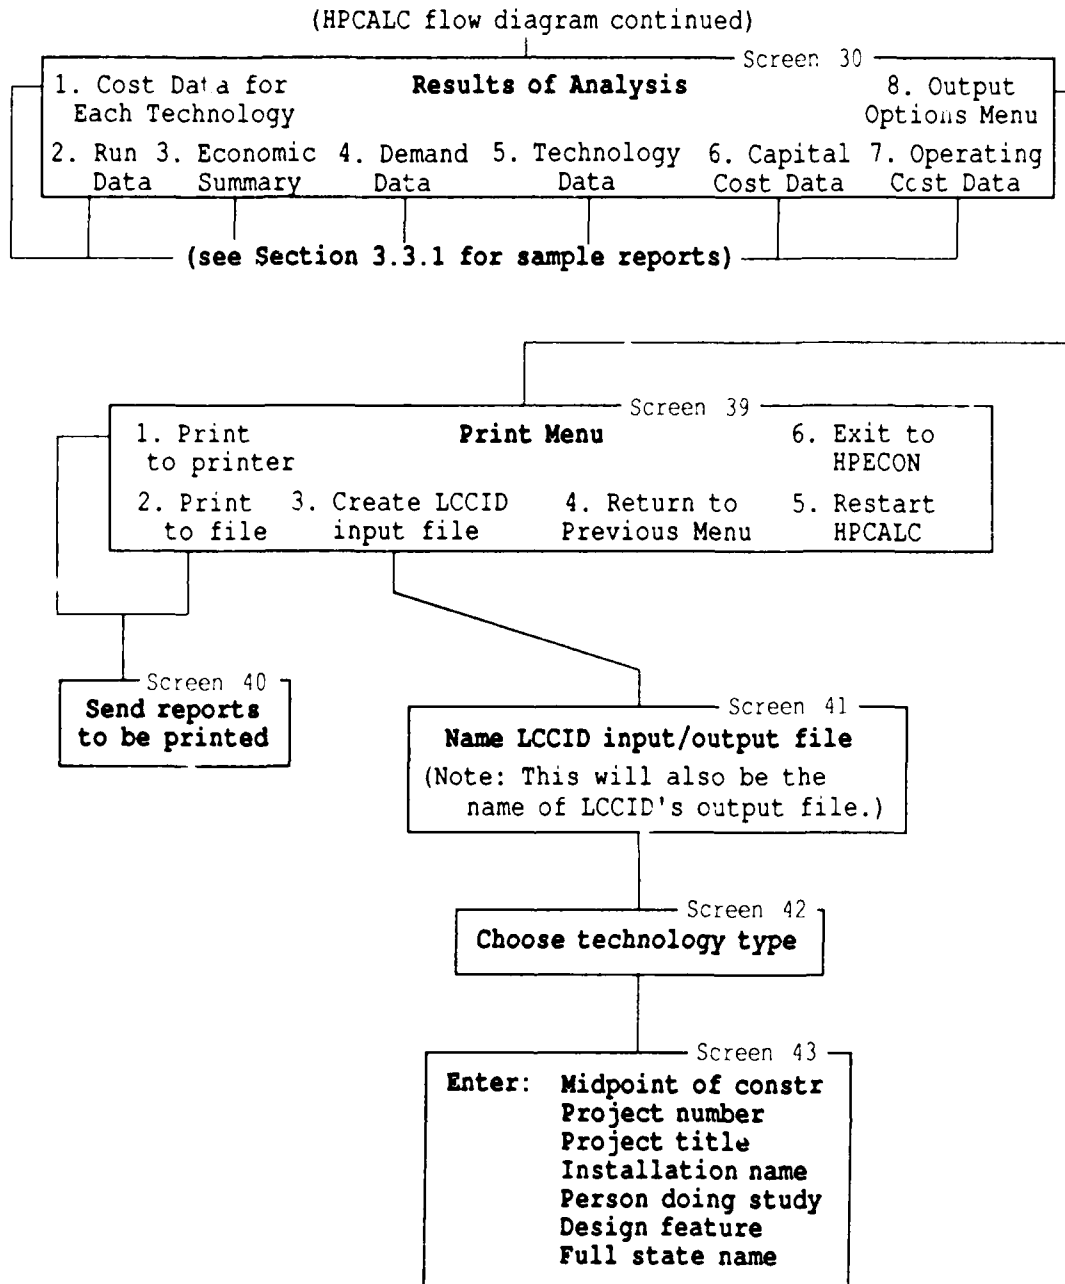 (HPCALC flow diagram continued)
Screen 30
1. Cost Data for Results of Analysis 8. Output
Each Technology Options Menu
2. Run 3. Economic 4. Demand 5. Technology 6. Capital 7. Operating
Data Summary Data Data Cost Data Cost Data
(see Section 3.3.1 for sample reports)
Screen 39
1. Print Print Menu 6. Exit to
to printer HPECON
2. Print 3. Create LCCID 4. Return to 5. Restart
to file input file Previous Menu HPCALC
Screen 40
Send reports
to be printed
Screen 41
Name LCCID input/output file
(Note: This will also be the
name of LCCID's output file.)
Screen 42
Choose technology type
Screen 43
Enter: Midpoint of constr
Project number
Project title
Installation name
Person doing study
Design feature
Full state name